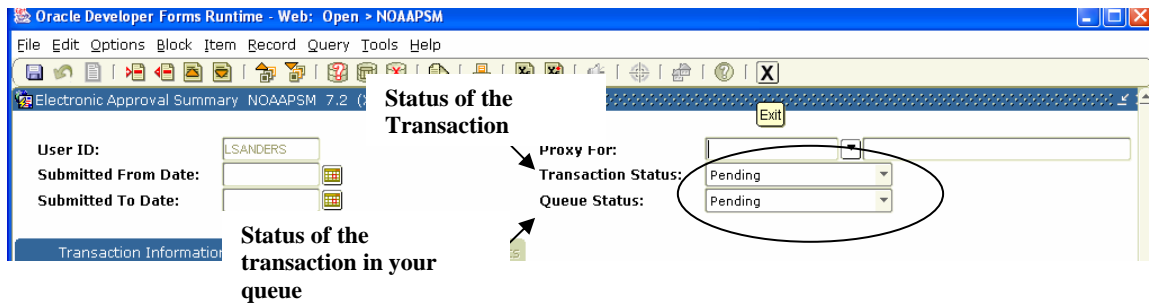 Oracle Developer Forms Runtime - Web: Open > NOAAPSM
File Edit Options Block Item Record Query Tools Help
Electronic Approval Summary NOAAPSM 7.2
Status of the
Transaction
Exit
User ID: LSANDERS Proxy For:
Submitted From Date: Transaction Status: Pending
Submitted To Date: Queue Status: Pending
Transaction Information
Status of the
transaction in your
queue